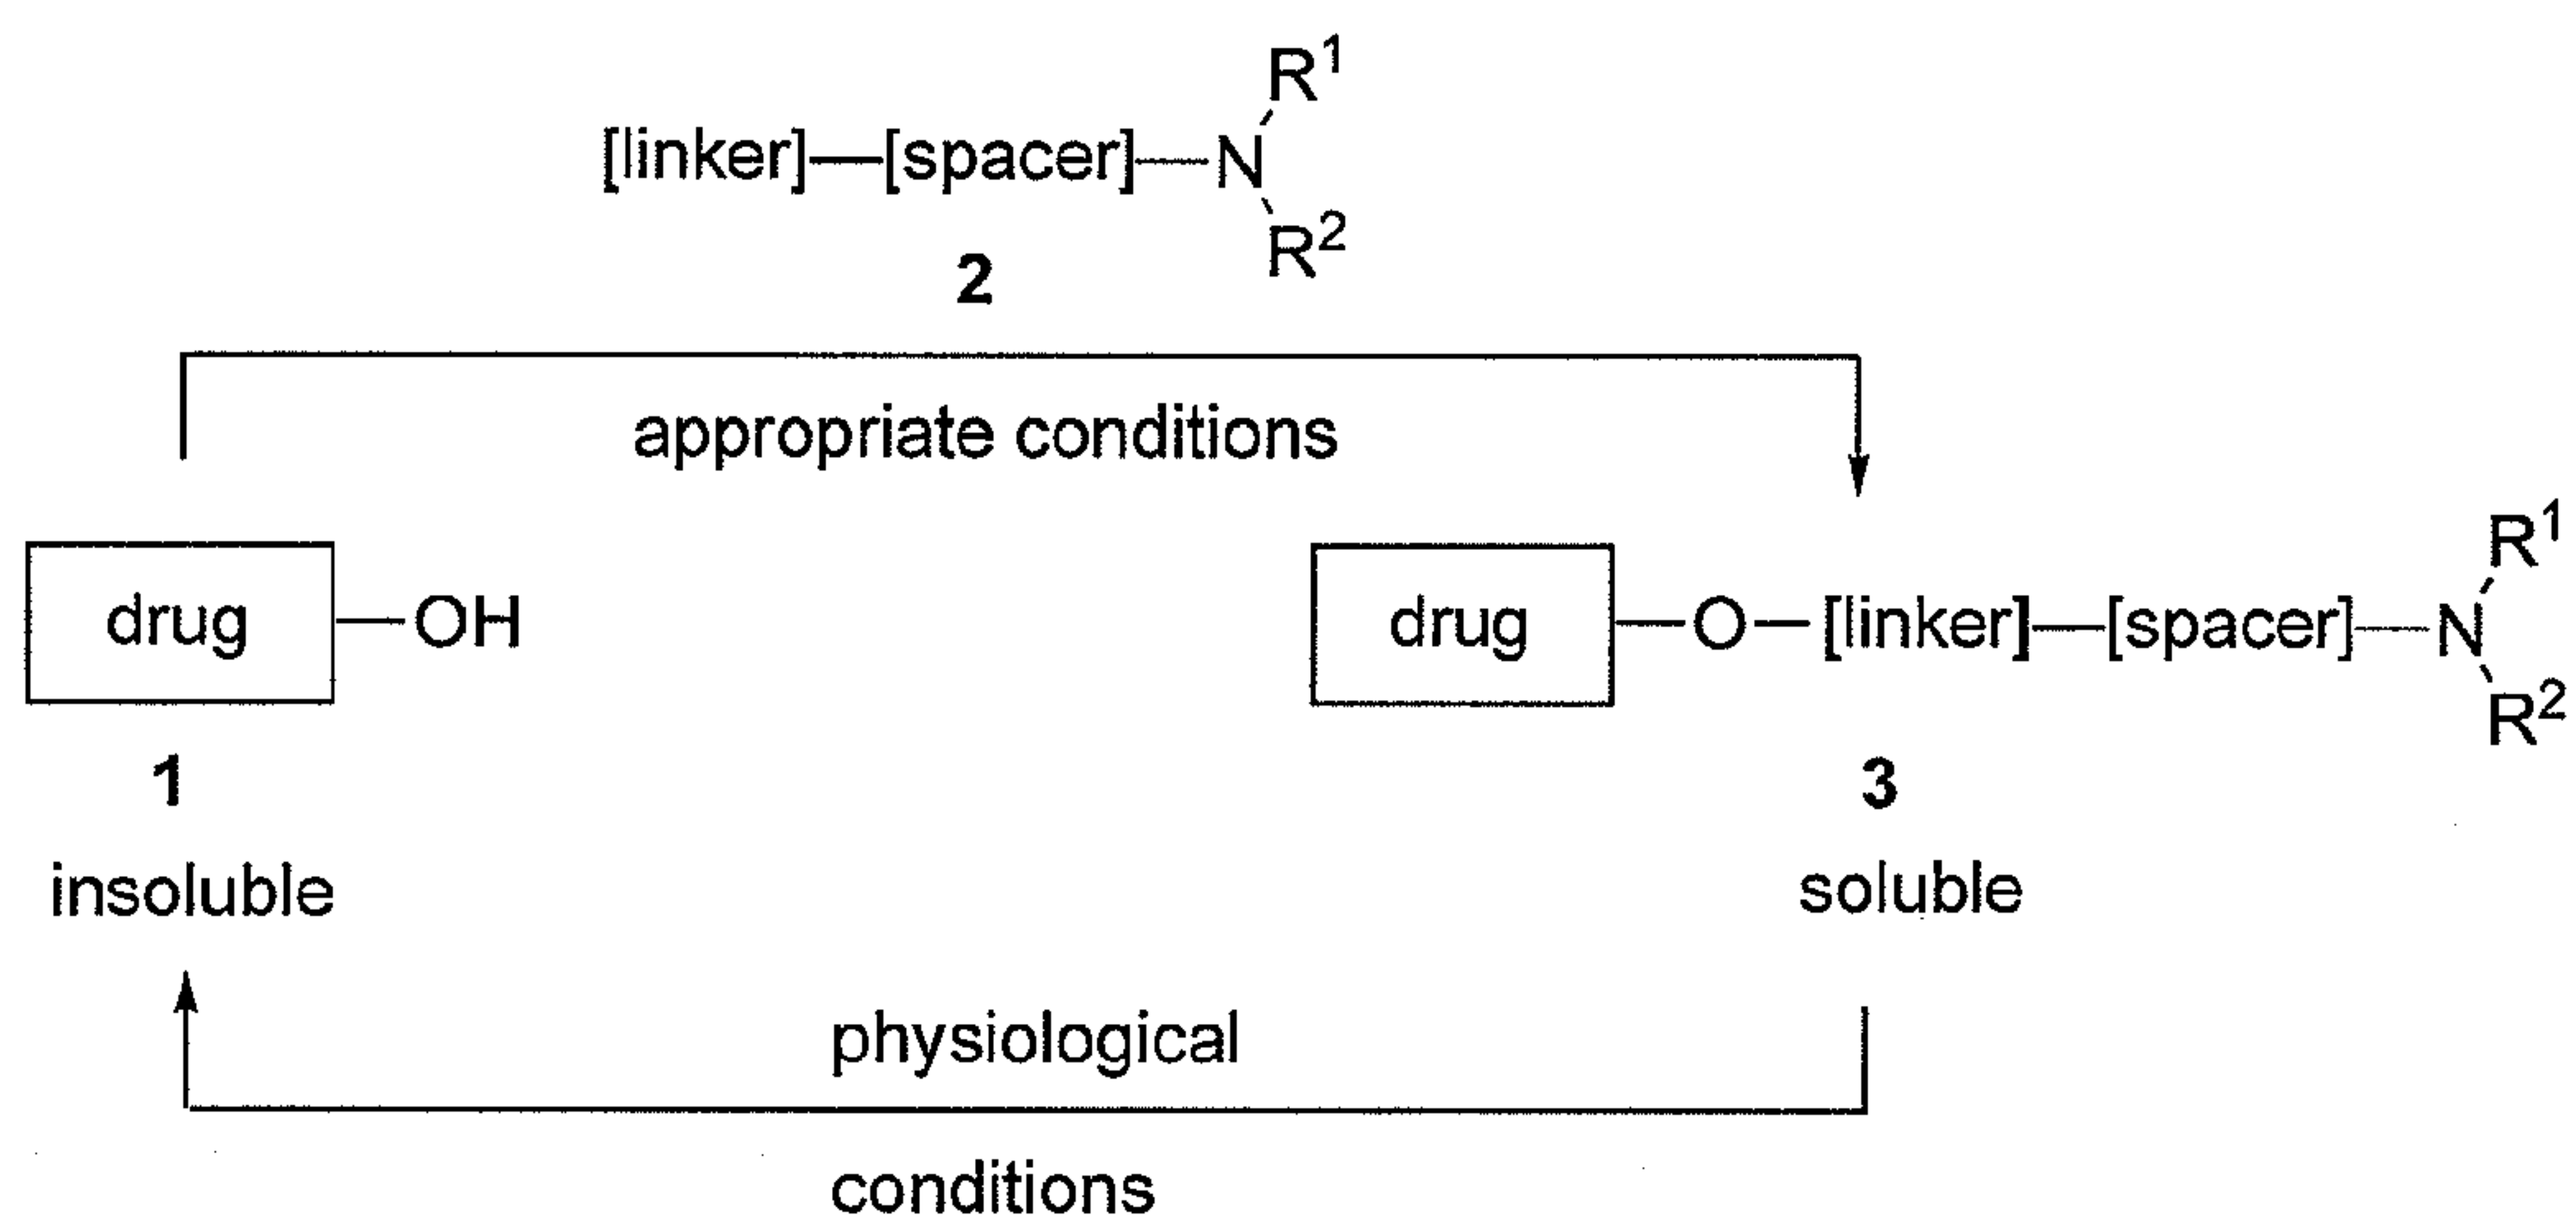 R¹
[linker]—[spacer]—N
R²
2
appropriate conditions
drug —OH
drug —O—[linker]—[spacer]—N
R¹
R²
1
3
insoluble
soluble
physiological
conditions